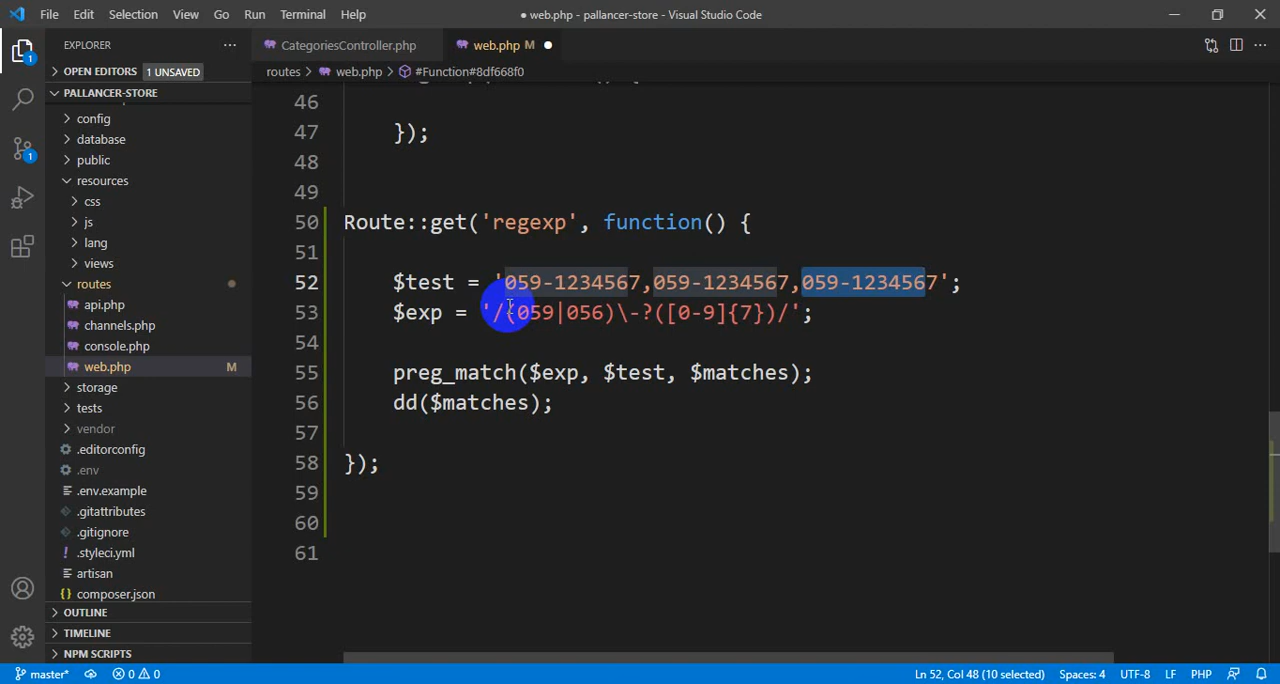 File Edit Selection View Go Run Terminal Help ● web.php - pallancer-store - Visual Studio Code
EXPLORER
CategoriesController.php web.php M
OPEN EDITORS 1 UNSAVED
routes > web.php > #Function#8df668f0
PALLANCER-STORE
config
database
public
resources
css
js
lang
views
routes
api.php
channels.php
console.php
web.php M
storage
tests
vendor
.editorconfig
.env
.env.example
.gitattributes
.gitignore
.styleci.yml
artisan
composer.json
OUTLINE
TIMELINE
NPM SCRIPTS
46
47 });
48
49
50 Route::get('regexp', function() {
51
52 $test = '059-1234567,059-1234567,059-1234567';
53 $exp = '/(059|056)\-?([0-9]{7})/';
54
55 preg_match($exp, $test, $matches);
56 dd($matches);
57
58 });
59
60
61
1
1
master* 0 0 Ln 52, Col 48 (10 selected) Spaces: 4 UTF-8 LF PHP